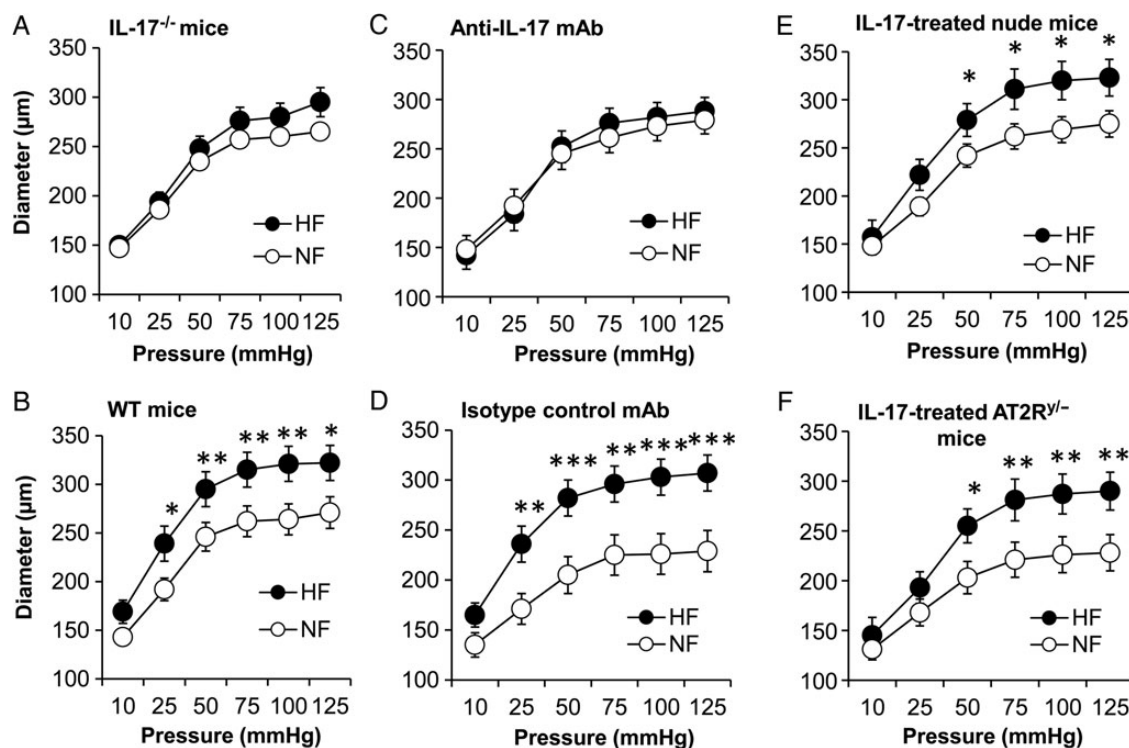 A IL-17-/- mice
Diameter (µm)
350
300
250
200
150
100
HF
NF
10 25 50 75 100 125
Pressure (mmHg)
C Anti-IL-17 mAb
350
300
250
200
150
100
HF
NF
10 25 50 75 100 125
Pressure (mmHg)
E IL-17-treated nude mice
350
300
250
200
150
100
* * * *
HF
NF
10 25 50 75 100 125
Pressure (mmHg)
B WT mice
Diameter (µm)
350
300
250
200
150
100
* ** ** ** *
HF
NF
10 25 50 75 100 125
Pressure (mmHg)
D Isotype control mAb
350
300
250
200
150
100
** *** ** *** ***
HF
NF
10 25 50 75 100 125
Pressure (mmHg)
F IL-17-treated AT2Ry/–
mice
350
300
250
200
150
100
* ** ** **
HF
NF
10 25 50 75 100 125
Pressure (mmHg)